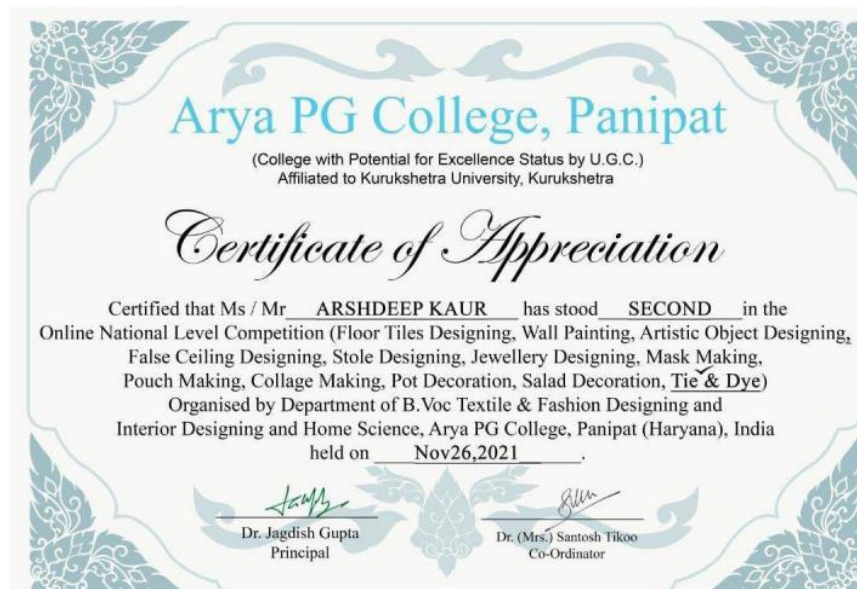 Arya PG College, Panipat
(College with Potential for Excellence Status by U.G.C.)
Affiliated to Kurukshetra University, Kurukshetra
Certificate of Appreciation
Certified that Ms / Mr ARSHDEEP KAUR has stood SECOND in the
Online National Level Competition (Floor Tiles Designing, Wall Painting, Artistic Object Designing,
False Ceiling Designing, Stole Designing, Jewellery Designing, Mask Making,
Pouch Making, Collage Making, Pot Decoration, Salad Decoration, Tie & Dye)
Organised by Department of B.Voc Textile & Fashion Designing and
Interior Designing and Home Science, Arya PG College, Panipat (Haryana), India
held on Nov26,2021.
Dr. Jagdish Gupta
Principal
Dr. (Mrs.) Santosh Tikoo
Co-Ordinator